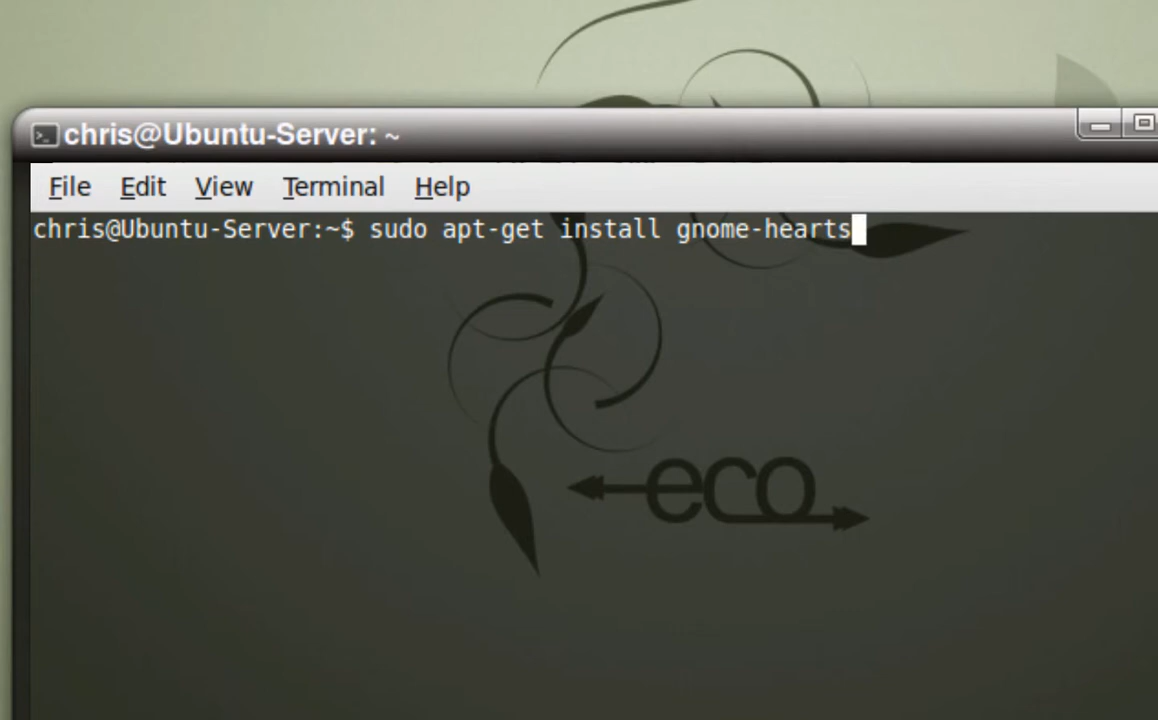 chris@Ubuntu-Server: ~
File Edit View Terminal Help
chris@Ubuntu-Server:~$ sudo apt-get install gnome-hearts
eco